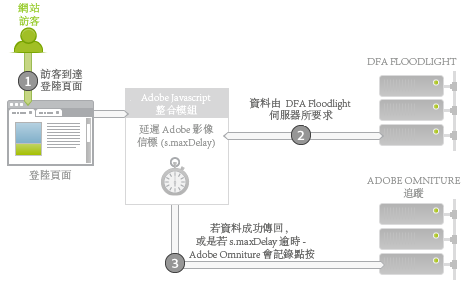 網站
訪客
1
訪客到達
登陸頁面
登陸頁面
Adobe Javascript
整合模組
延遲 Adobe 影像
信標 (s.maxDelay)
DFA FLOODLIGHT
資料由 DFA Floodlight
伺服器所要求
2
ADOBE OMNITURE
追蹤
若資料成功傳回 ,
或是若 s.maxDelay 逾時 -
Adobe Omniture 會記錄點按
3